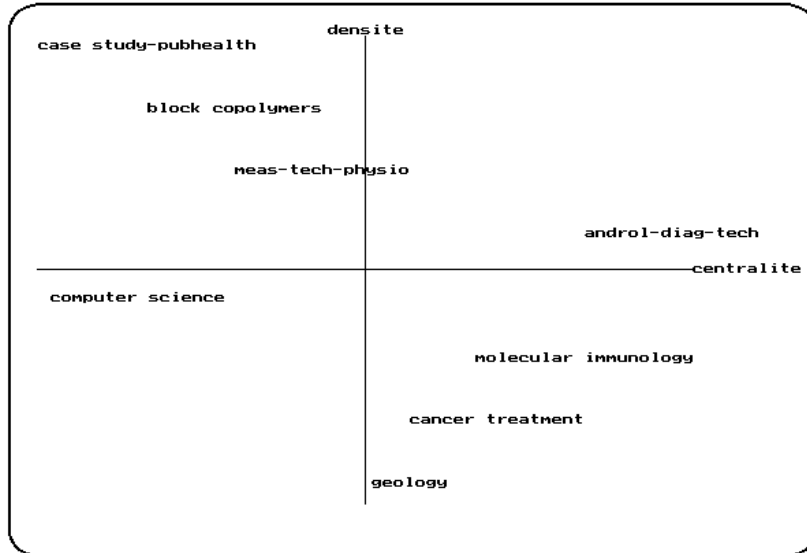 densite
case study-pubhealth
block copolymers
meas-tech-physio
androl-diag-tech
centralite
computer science
molecular immunology
cancer treatment
geology